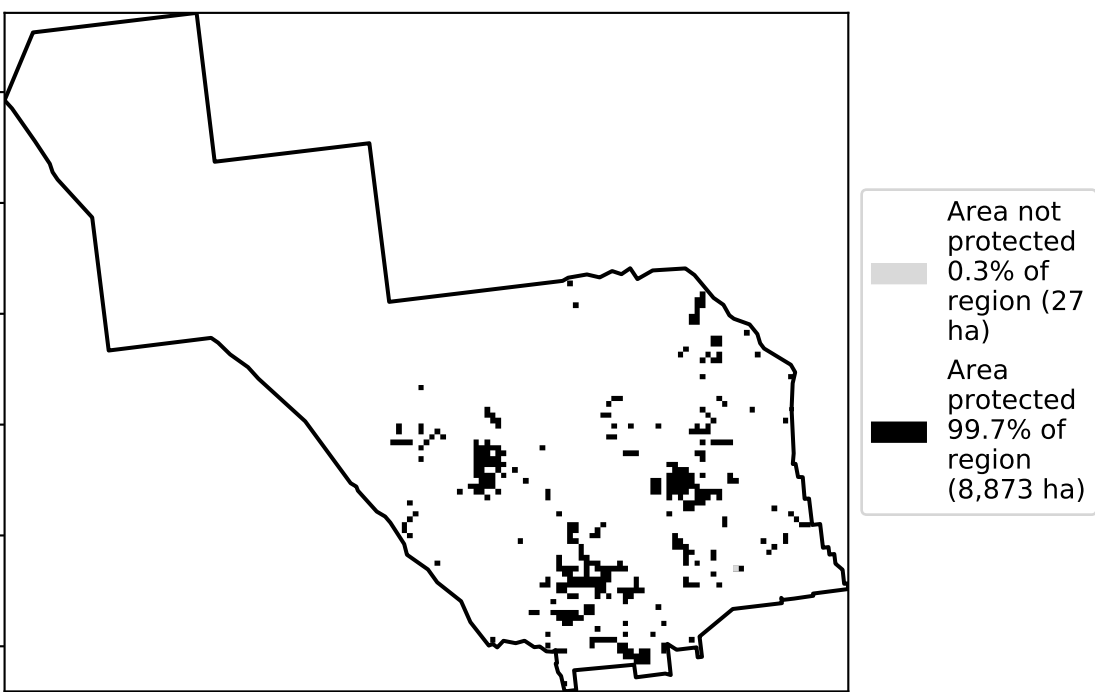 Area not
protected
0.3% of
region (27
ha)
Area
protected
99.7% of
region
(8,873 ha)